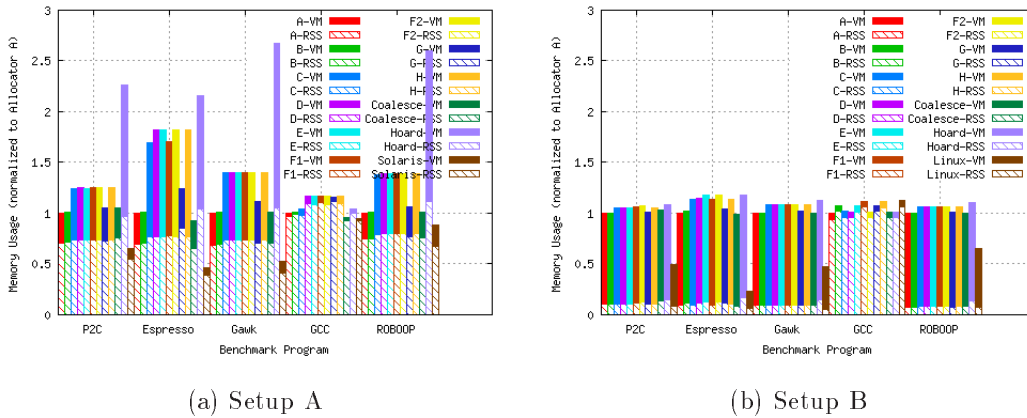 Memory Usage (normalized to Allocator A)
3
2.5
2
1.5
1
0.5
0
A-VM
A-RSS
B-VM
B-RSS
C-VM
C-RSS
D-VM
D-RSS
E-VM
E-RSS
F1-VM
F1-RSS
F2-VM
F2-RSS
G-VM
G-RSS
H-VM
H-RSS
Coalesce-VM
Coalesce-RSS
Hoard-VM
Hoard-RSS
Solaris-VM
Solaris-RSS
P2C Espresso Gawk GCC ROBOOP
Benchmark Program
(a) Setup A
Memory Usage (normalized to Allocator A)
3
2.5
2
1.5
1
0.5
0
A-VM
A-RSS
B-VM
B-RSS
C-VM
C-RSS
D-VM
D-RSS
E-VM
E-RSS
F1-VM
F1-RSS
F2-VM
F2-RSS
G-VM
G-RSS
H-VM
H-RSS
Coalesce-VM
Coalesce-RSS
Hoard-VM
Hoard-RSS
Linux-VM
Linux-RSS
P2C Espresso Gawk GCC ROBOOP
Benchmark Program
(b) Setup B